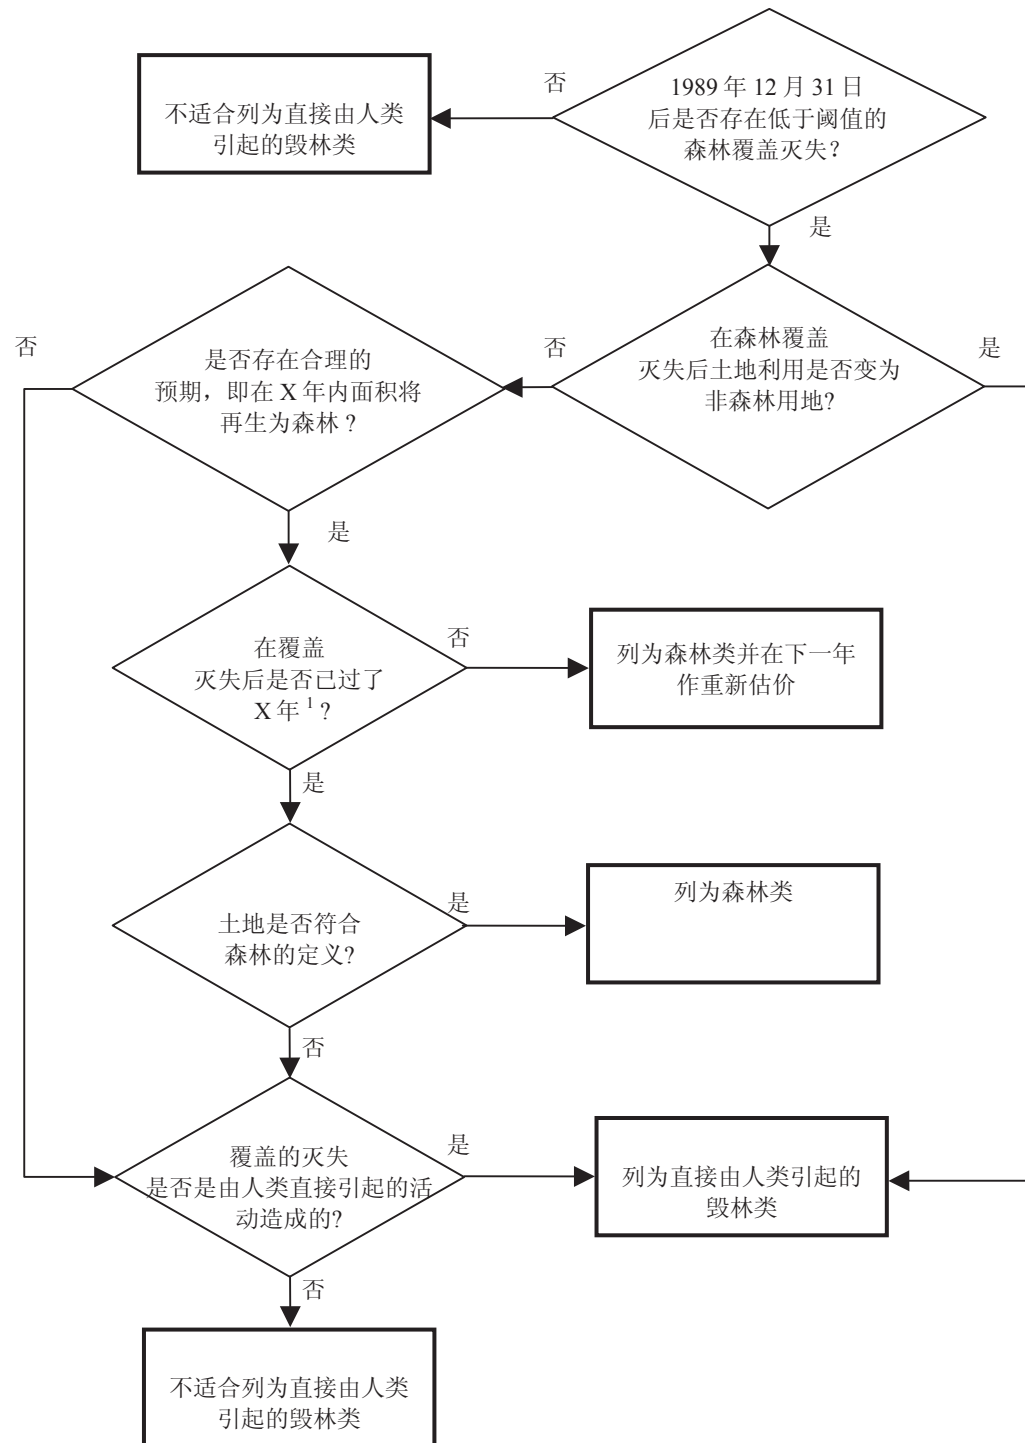 1989 年 12 月 31 日
后是否存在低于阈值的
森林覆盖灭失？
否
不适合列为直接由人类
引起的毁林类
是
在森林覆盖
灭失后土地利用是否变为
非森林用地?
否
是
是否存在合理的
预期，即在 X 年内面积将
再生为森林 ?
否
是
在覆盖
灭失后是否已过了
X 年 1 ?
否
列为森林类并在下一年
作重新估价
是
土地是否符合
森林的定义?
是
列为森林类
否
覆盖的灭失
是否是由人类直接引起的活
动造成的?
是
列为直接由人类引起的
毁林类
否
不适合列为直接由人类
引起的毁林类